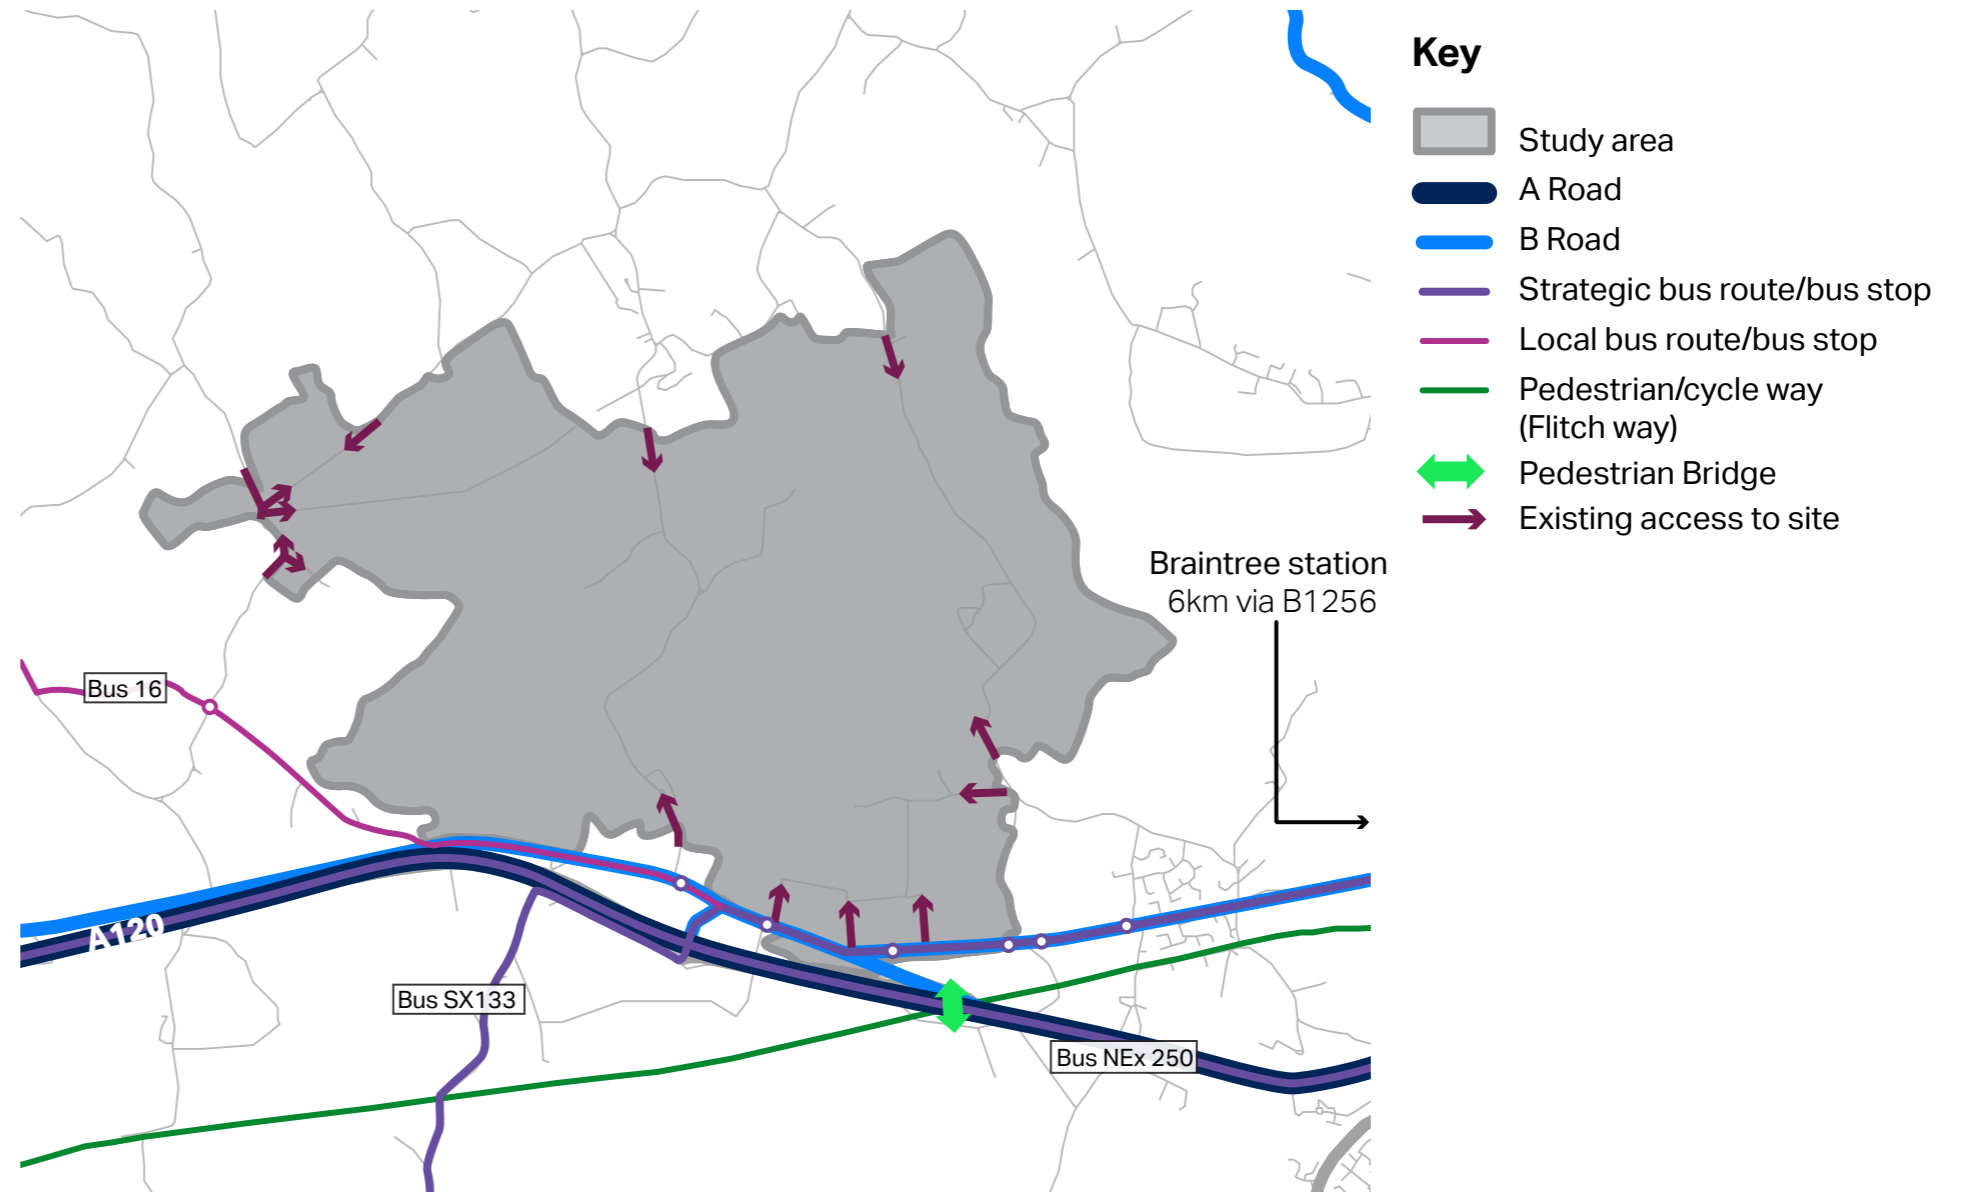 Key
Study area
A Road
B Road
Strategic bus route/bus stop
Local bus route/bus stop
Pedestrian/cycle way
(Flitch way)
Pedestrian Bridge
Existing access to site
Braintree station
6km via B1256
Bus 16
A120
Bus SX133
Bus NEx 250